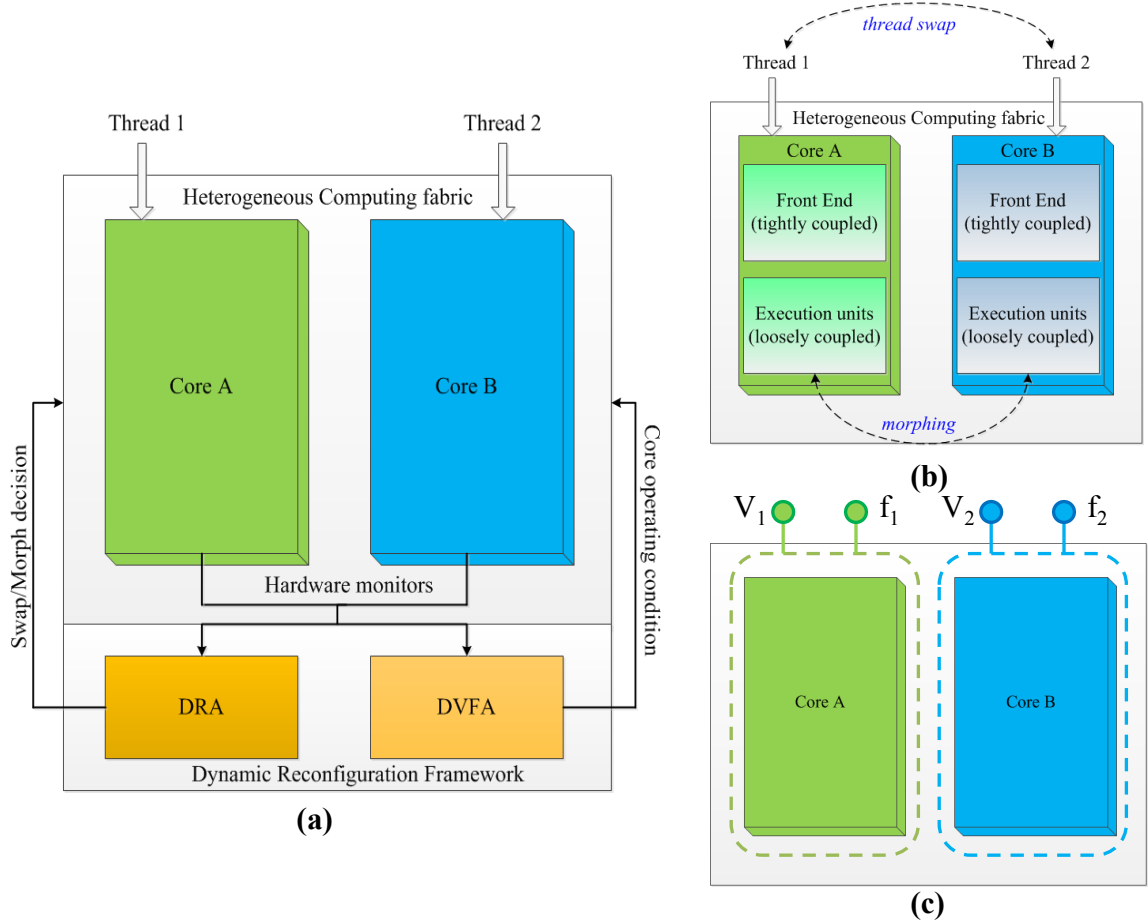 Thread 1
Thread 2
Heterogeneous Computing fabric
Core A
Core B
Swap/Morph decision
Core operating condition
Hardware monitors
DRA
DVFA
Dynamic Reconfiguration Framework
(a)
thread swap
Thread 1
Thread 2
Heterogeneous Computing fabric
Core A
Core B
Front End
(tightly coupled)
Front End
(tightly coupled)
Execution units
(loosely coupled)
Execution units
(loosely coupled)
morphing
(b)
V1
f1
V2
f2
Core A
Core B
(c)